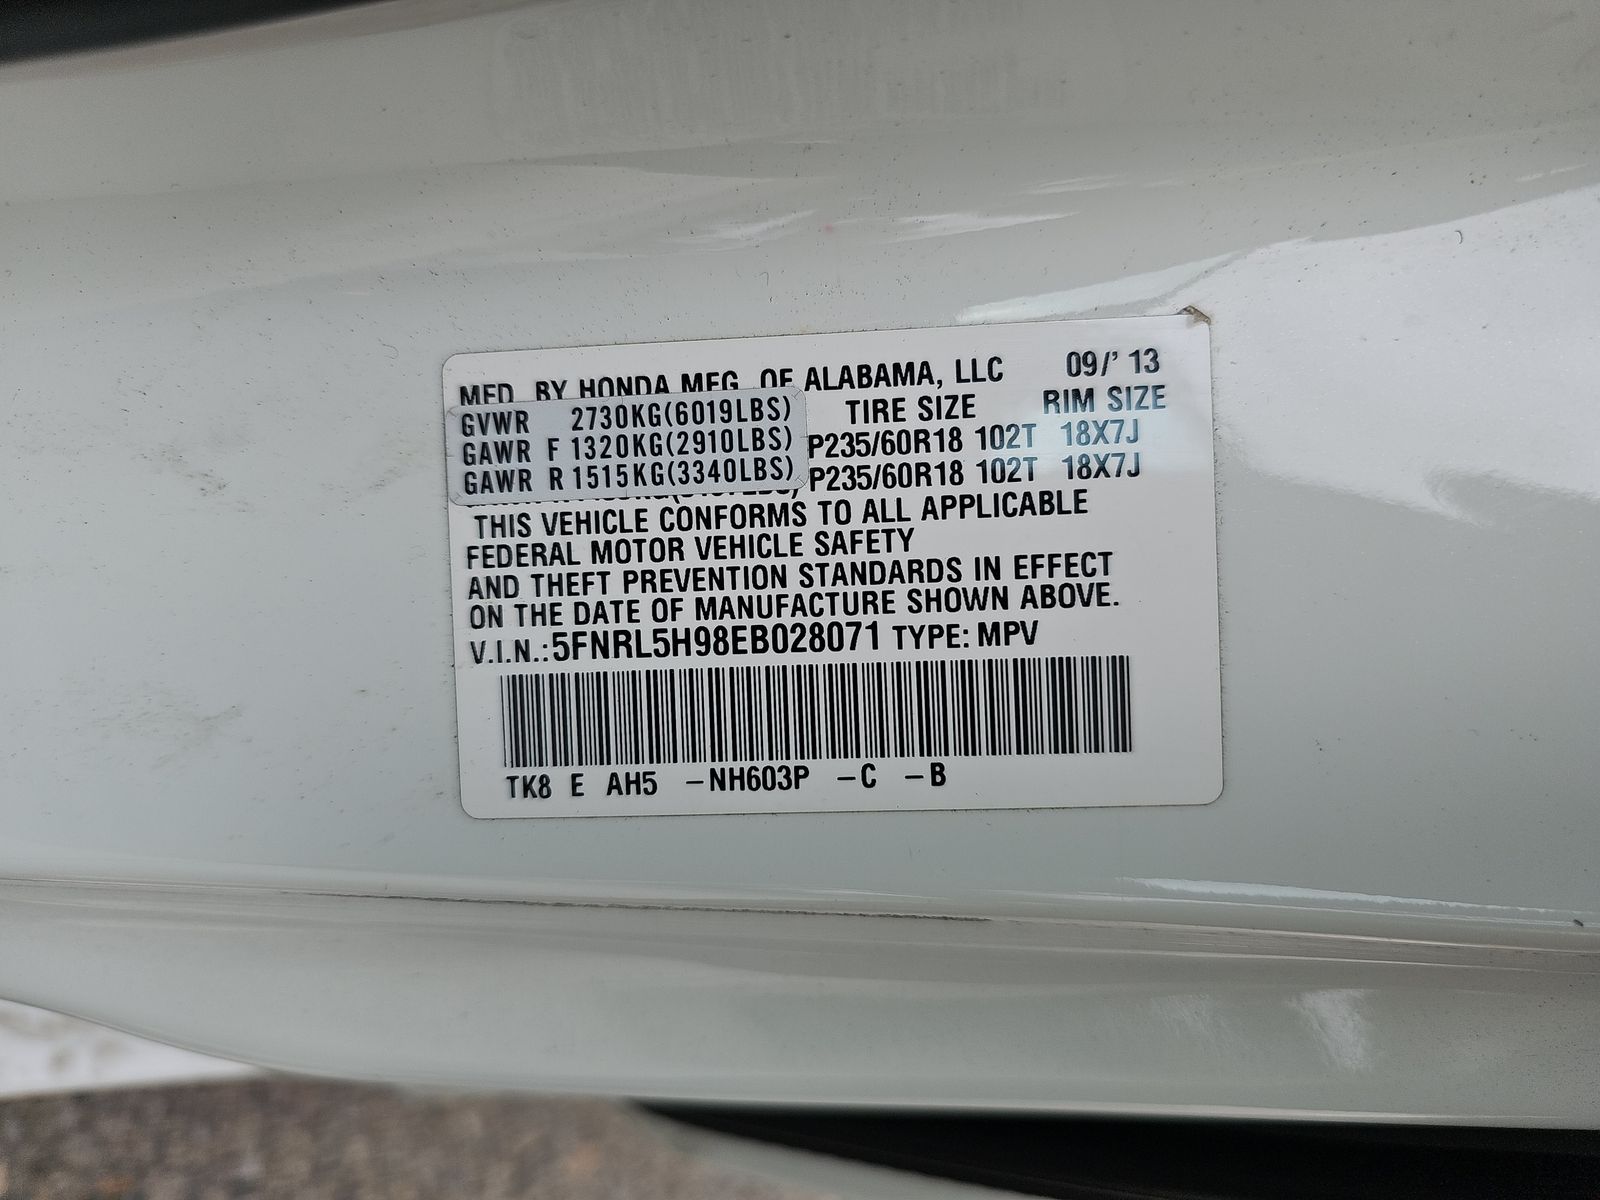 MFD. BY HONDA MFG. OF ALABAMA, LLC 09/' 13
GVWR 2730KG(6019LBS) TIRE SIZE RIM SIZE
GAWR F 1320KG(2910LBS) P235/60R18 102T 18X7J
GAWR R 1515KG(3340LBS) P235/60R18 102T 18X7J
THIS VEHICLE CONFORMS TO ALL APPLICABLE
FEDERAL MOTOR VEHICLE SAFETY
AND THEFT PREVENTION STANDARDS IN EFFECT
ON THE DATE OF MANUFACTURE SHOWN ABOVE.
V.I.N.:5FNRL5H98EB028071 TYPE: MPV
TK8 E AH5 -NH603P -C -B